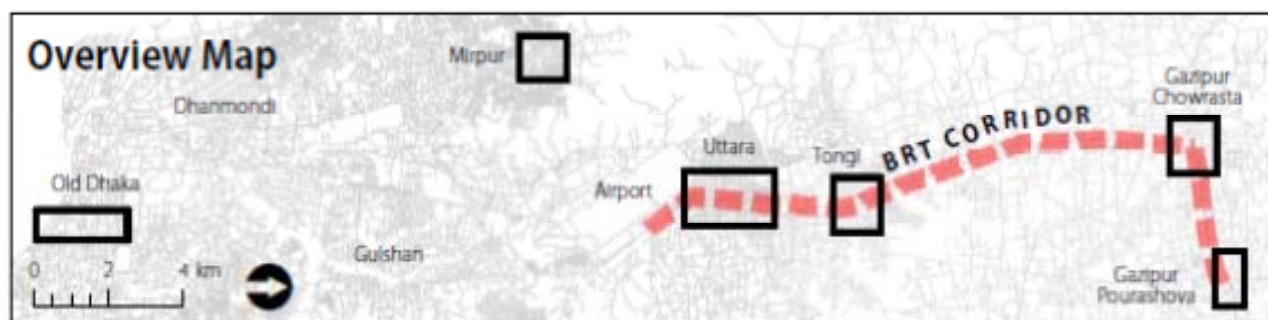 Overview Map
Mirpur
Dhanmondi
Gazipur
Chowrasta
BRT CORRIDOR
Uttara
Tongi
Old Dhaka
Airport
Gulshan
0 2 4 km
Gazipur
Pourashova